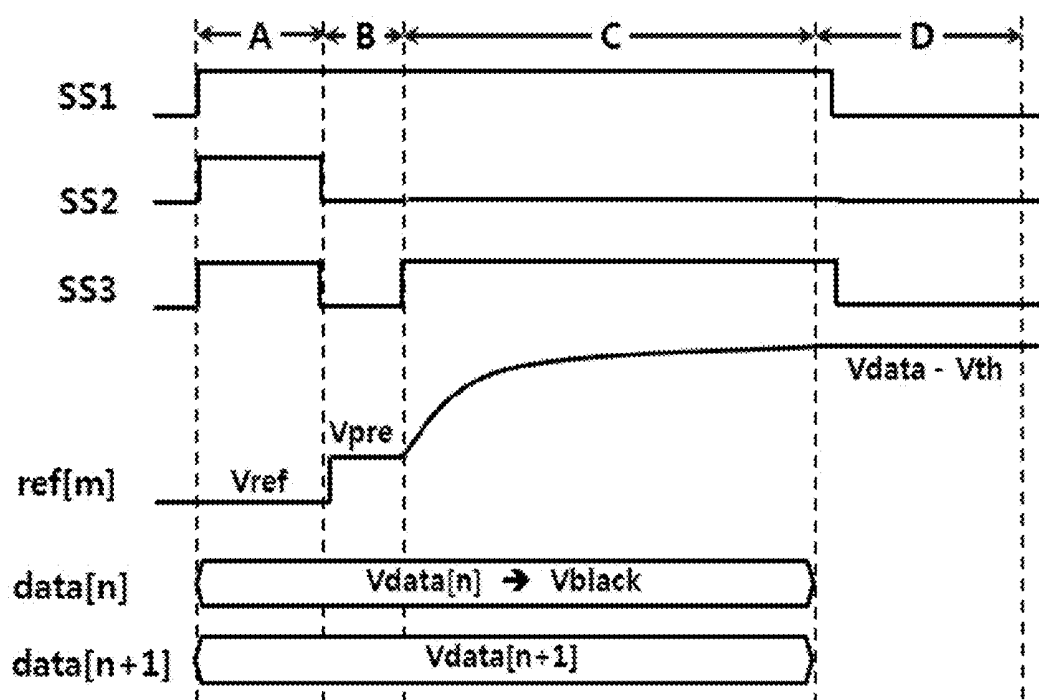 A B C D
SS1
SS2
SS3
Vdata - Vth
Vpre
ref[m] Vref
data[n] Vdata[n] ➔ Vblack
data[n+1] Vdata[n+1]